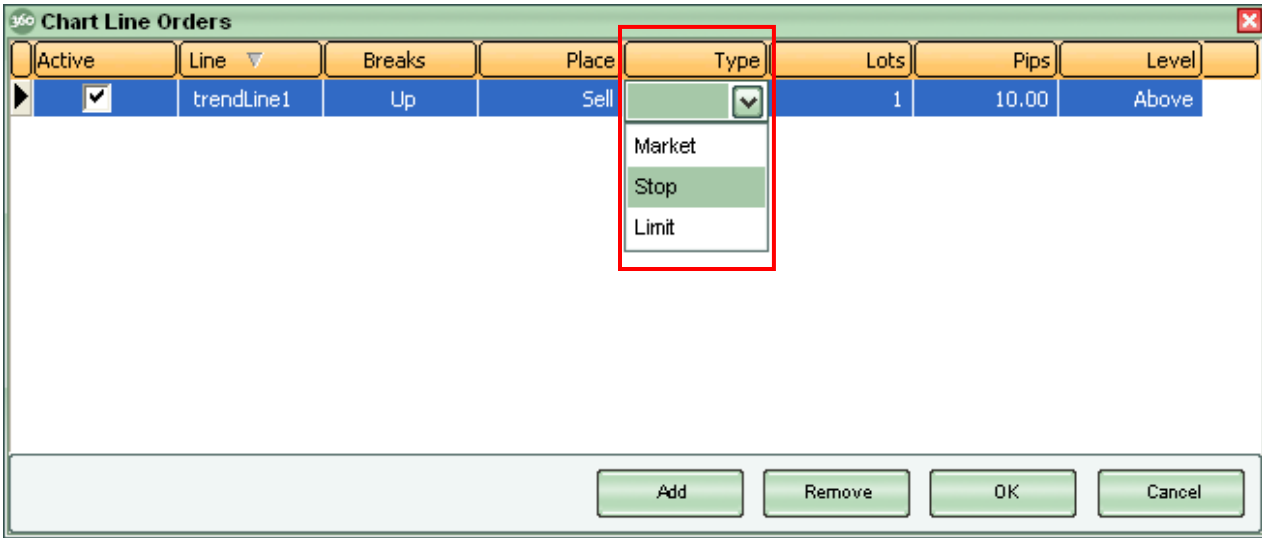 360 Chart Line Orders
Active Line Breaks Place Type Lots Pips Level
trendLine1 Up Sell 1 10.00 Above
Market
Stop
Limit
Add Remove OK Cancel